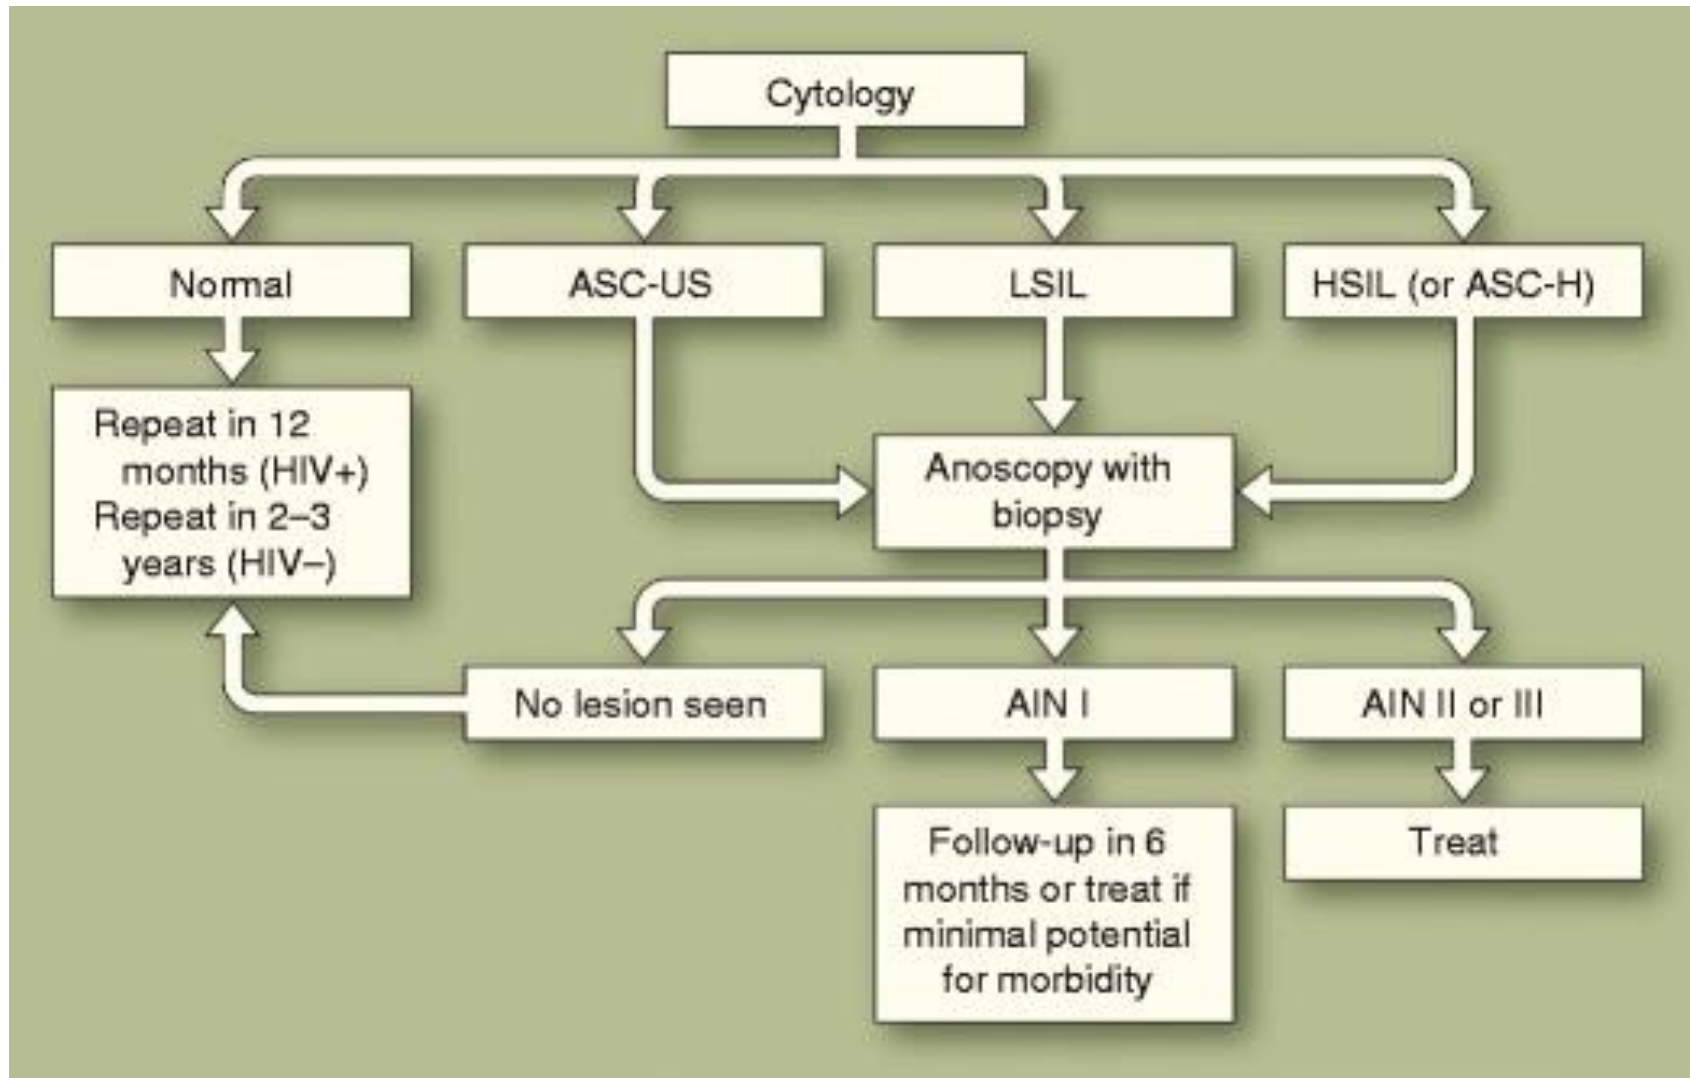 Cytology
Normal
ASC-US
LSIL
HSIL (or ASC-H)
Repeat in 12
months (HIV+)
Repeat in 2–3
years (HIV–)
Anoscopy with
biopsy
No lesion seen
AIN I
AIN II or III
Follow-up in 6
months or treat if
minimal potential
for morbidity
Treat